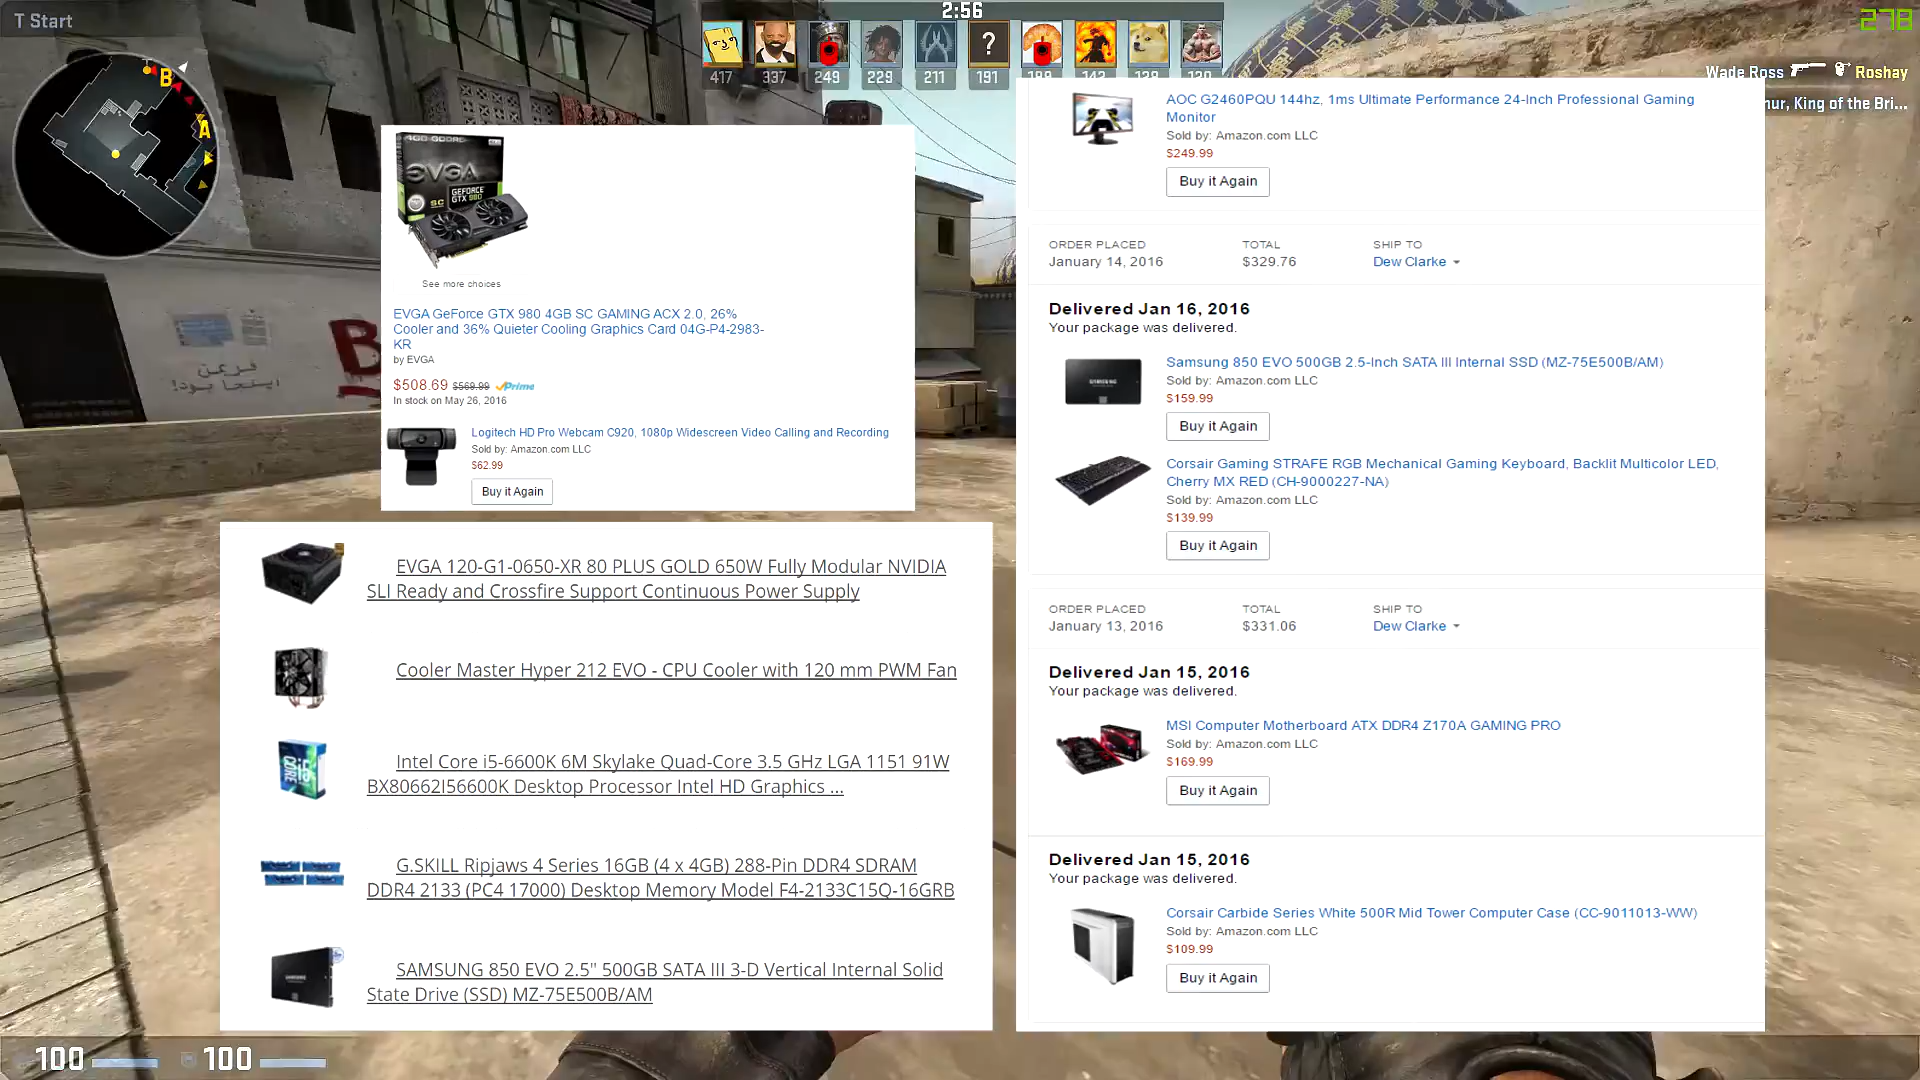 T Start
2:56
278
417
337
249
229
211
?
191
Wade Ross
Roshay
hur, King of the Bri...
B
A
4GB GDDR5
EVGA
GEFORCE
GTX 980
SC
See more choices
EVGA GeForce GTX 980 4GB SC GAMING ACX 2.0, 26%
Cooler and 36% Quieter Cooling Graphics Card 04G-P4-2983-
KR
by EVGA
$508.69 $569.99 Prime
In stock on May 26, 2016
Logitech HD Pro Webcam C920, 1080p Widescreen Video Calling and Recording
Sold by: Amazon.com LLC
$62.99
Buy it Again
EVGA 120-G1-0650-XR 80 PLUS GOLD 650W Fully Modular NVIDIA
SLI Ready and Crossfire Support Continuous Power Supply
Cooler Master Hyper 212 EVO - CPU Cooler with 120 mm PWM Fan
Intel Core i5-6600K 6M Skylake Quad-Core 3.5 GHz LGA 1151 91W
BX80662I56600K Desktop Processor Intel HD Graphics ...
G.SKILL Ripjaws 4 Series 16GB (4 x 4GB) 288-Pin DDR4 SDRAM
DDR4 2133 (PC4 17000) Desktop Memory Model F4-2133C15Q-16GRB
SAMSUNG 850 EVO 2.5" 500GB SATA III 3-D Vertical Internal Solid
State Drive (SSD) MZ-75E500B/AM
AOC G2460PQU 144hz, 1ms Ultimate Performance 24-Inch Professional Gaming
Monitor
Sold by: Amazon.com LLC
$249.99
Buy it Again
ORDER PLACED TOTAL SHIP TO
January 14, 2016 $329.76 Dew Clarke
Delivered Jan 16, 2016
Your package was delivered.
Samsung 850 EVO 500GB 2.5-Inch SATA III Internal SSD (MZ-75E500B/AM)
Sold by: Amazon.com LLC
$159.99
Buy it Again
Corsair Gaming STRAFE RGB Mechanical Gaming Keyboard, Backlit Multicolor LED,
Cherry MX RED (CH-9000227-NA)
Sold by: Amazon.com LLC
$139.99
Buy it Again
ORDER PLACED TOTAL SHIP TO
January 13, 2016 $331.06 Dew Clarke
Delivered Jan 15, 2016
Your package was delivered.
MSI Computer Motherboard ATX DDR4 Z170A GAMING PRO
Sold by: Amazon.com LLC
$169.99
Buy it Again
Delivered Jan 15, 2016
Your package was delivered.
Corsair Carbide Series White 500R Mid Tower Computer Case (CC-9011013-WW)
Sold by: Amazon.com LLC
$109.99
Buy it Again
100
100